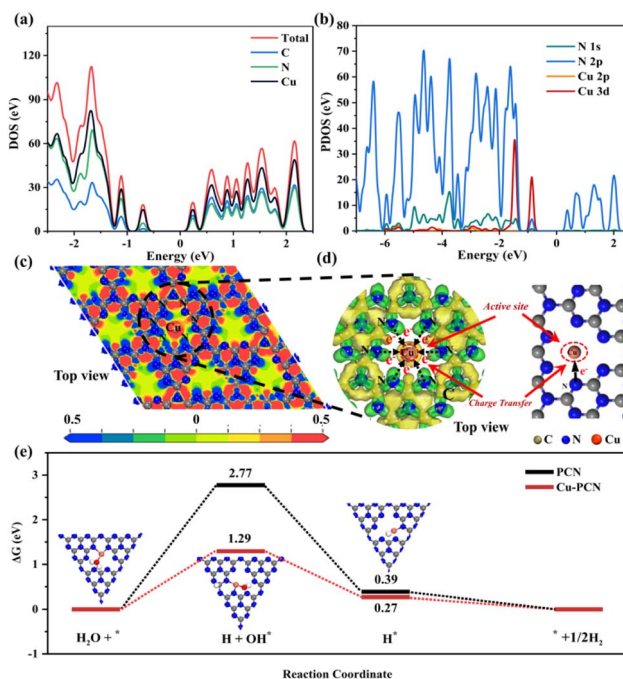 (a)
Total
C
N
Cu
DOS (eV)
120
90
60
30
0
-2
-1
0
1
2
Energy (eV)
(b)
N 1s
N 2p
Cu 2p
Cu 3d
PDOS (eV)
80
70
60
50
40
30
20
10
0
-6
-4
-2
0
2
Energy (eV)
(c)
Cu
Top view
0.5
0
0.5
(d)
N
N
N
N
e
e
e
e
e
e
Cu
C
Active site
Charge Transfer
Cu
e
N
Top view
C N Cu
(e)
PCN
Cu-PCN
ΔG (eV)
3
2
1
0
-1
2.77
1.29
0.39
0.27
H2O + *
H + OH*
H*
* +1/2H2
Reaction Coordinate